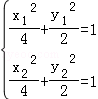 x₁²/4 + y₁²/2 = 1
x₂²/4 + y₂²/2 = 1